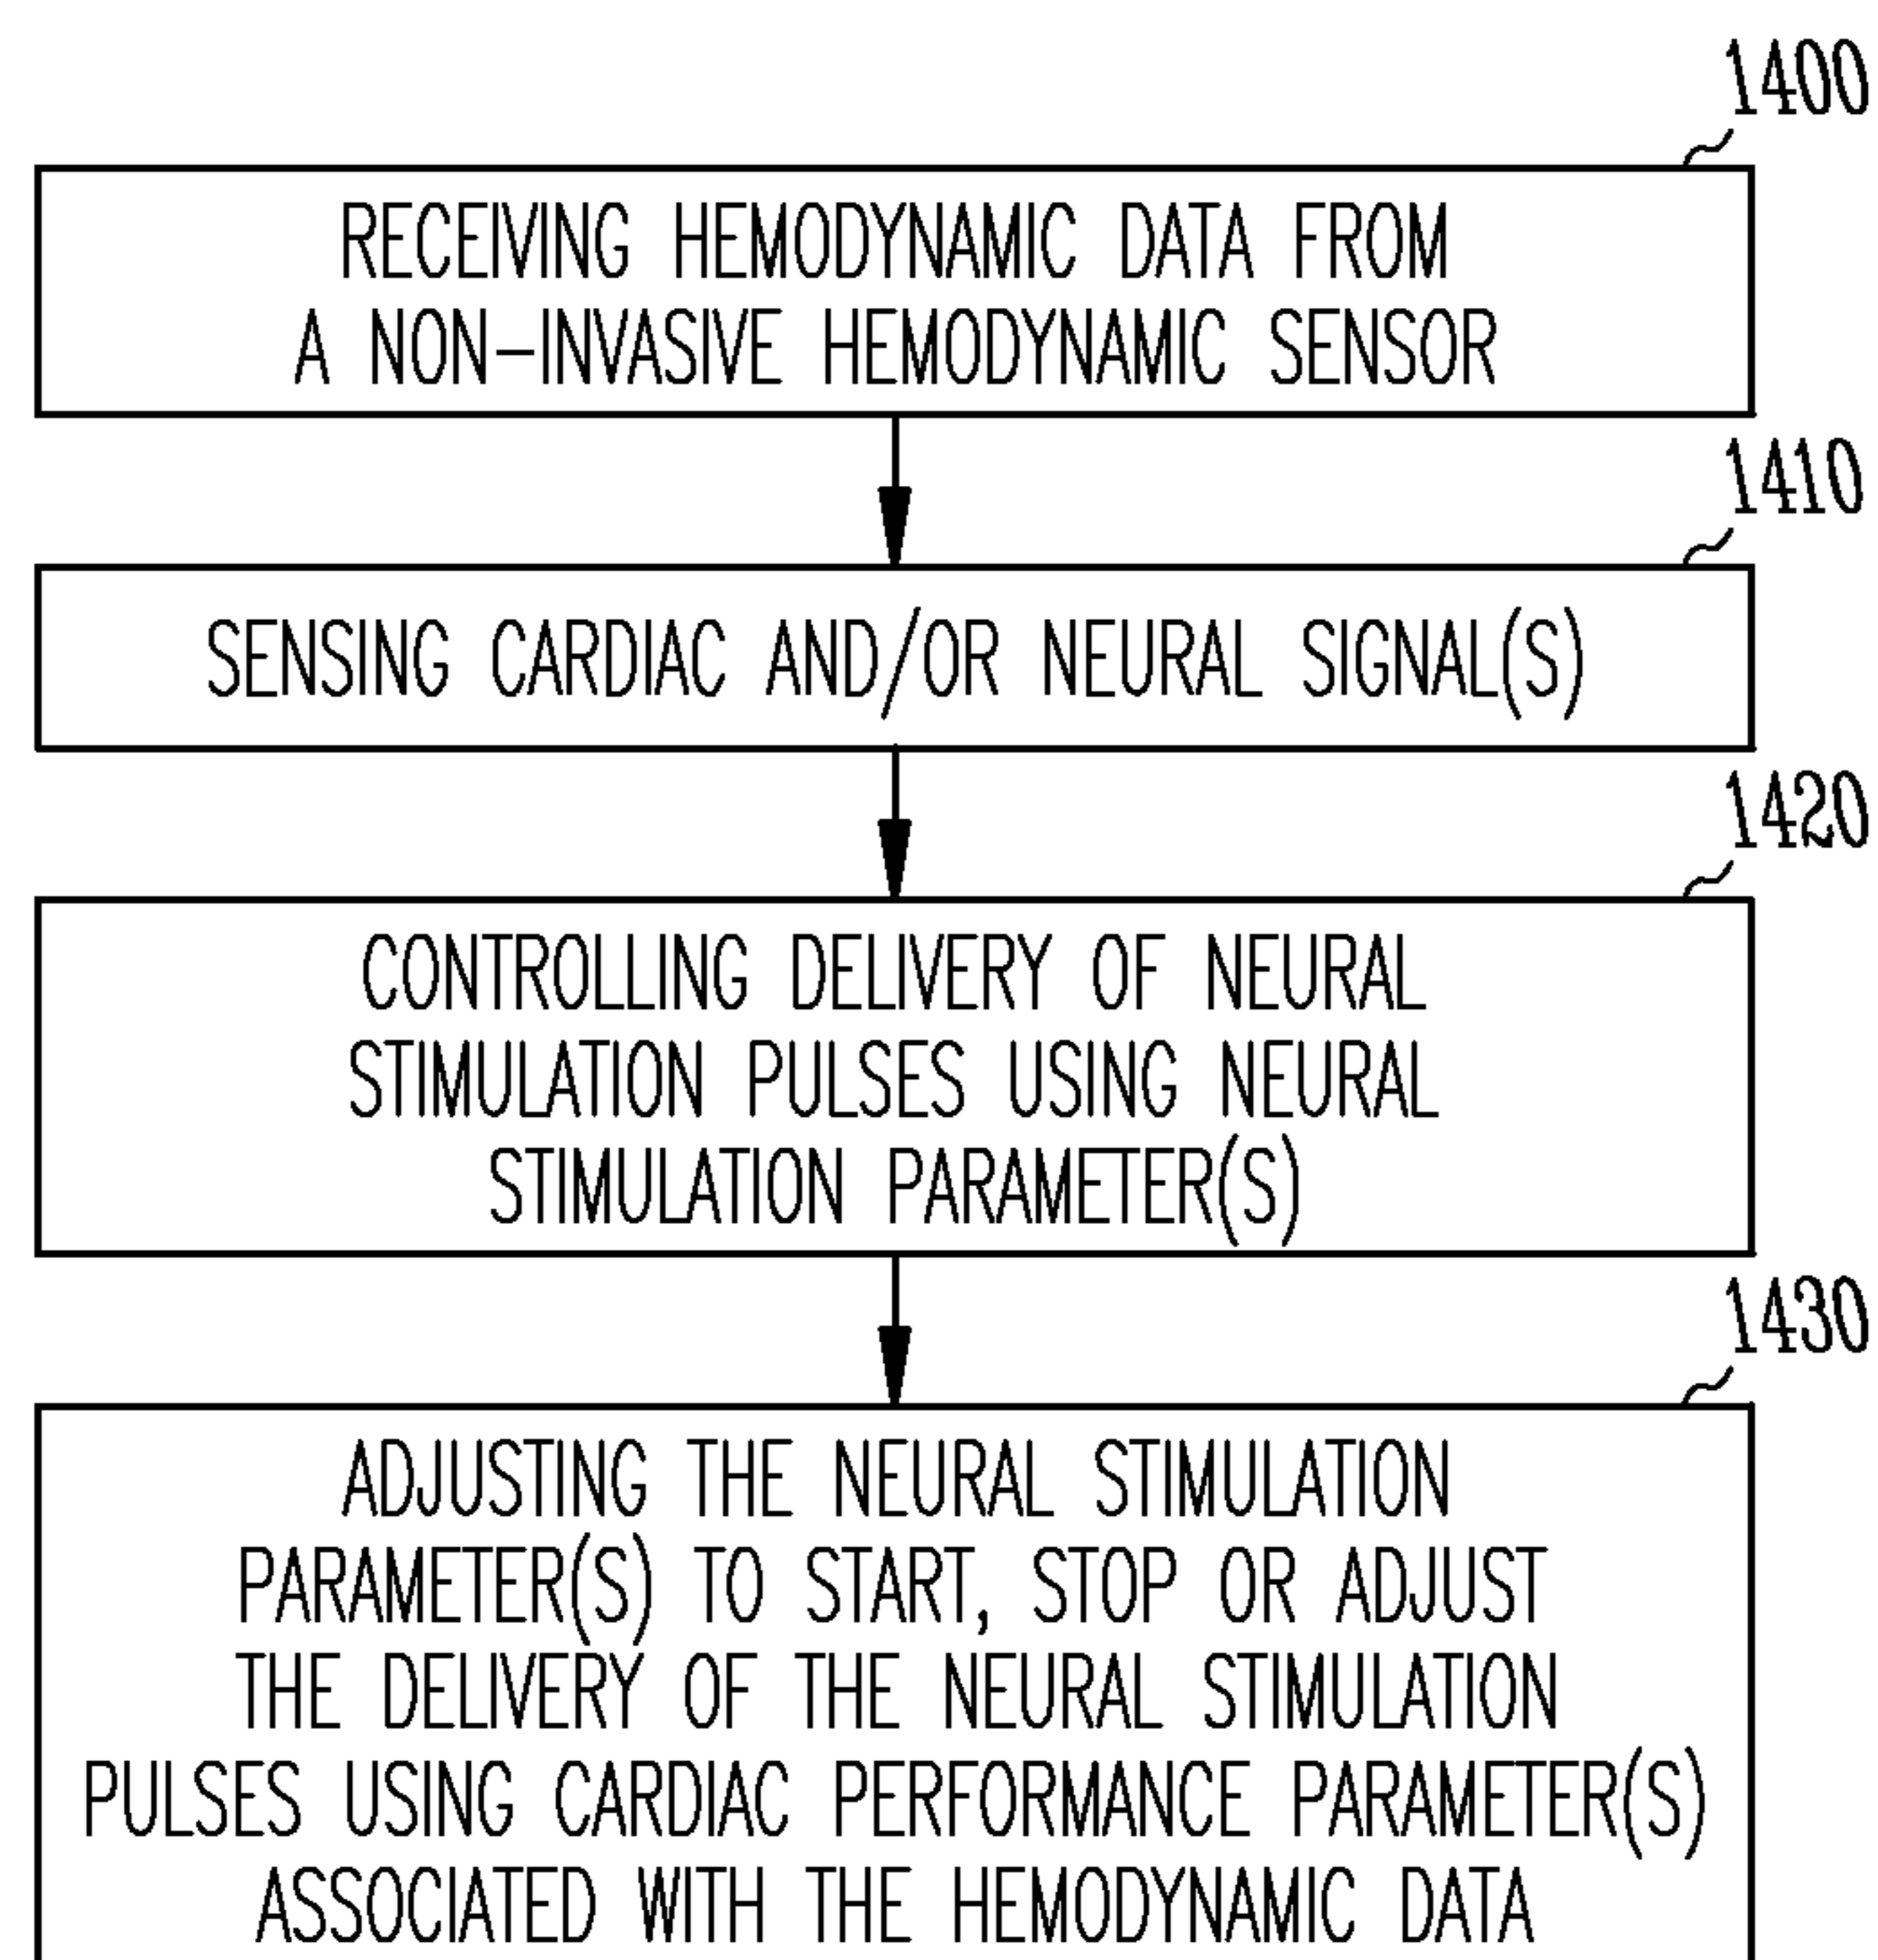 1400
RECEIVING HEMODYNAMIC DATA FROM
A NON-INVASIVE HEMODYNAMIC SENSOR
1410
SENSING CARDIAC AND/OR NEURAL SIGNAL(S)
1420
CONTROLLING DELIVERY OF NEURAL
STIMULATION PULSES USING NEURAL
STIMULATION PARAMETER(S)
1430
ADJUSTING THE NEURAL STIMULATION
PARAMETER(S) TO START, STOP OR ADJUST
THE DELIVERY OF THE NEURAL STIMULATION
PULSES USING CARDIAC PERFORMANCE PARAMETER(S)
ASSOCIATED WITH THE HEMODYNAMIC DATA